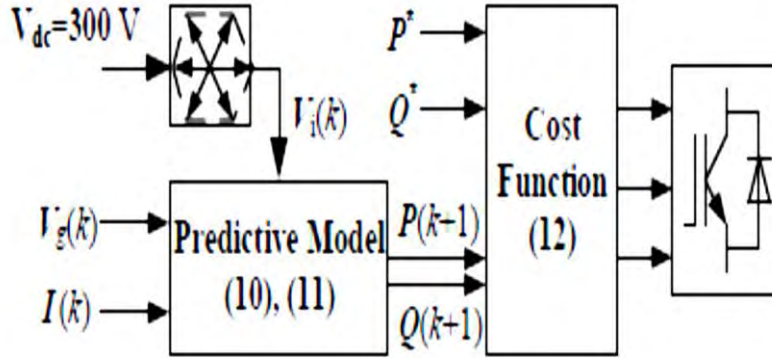 V_dc=300 V
V_i(k)
V_g(k)
I(k)
Predictive Model
(10), (11)
P(k+1)
Q(k+1)
P*
Q*
Cost
Function
(12)